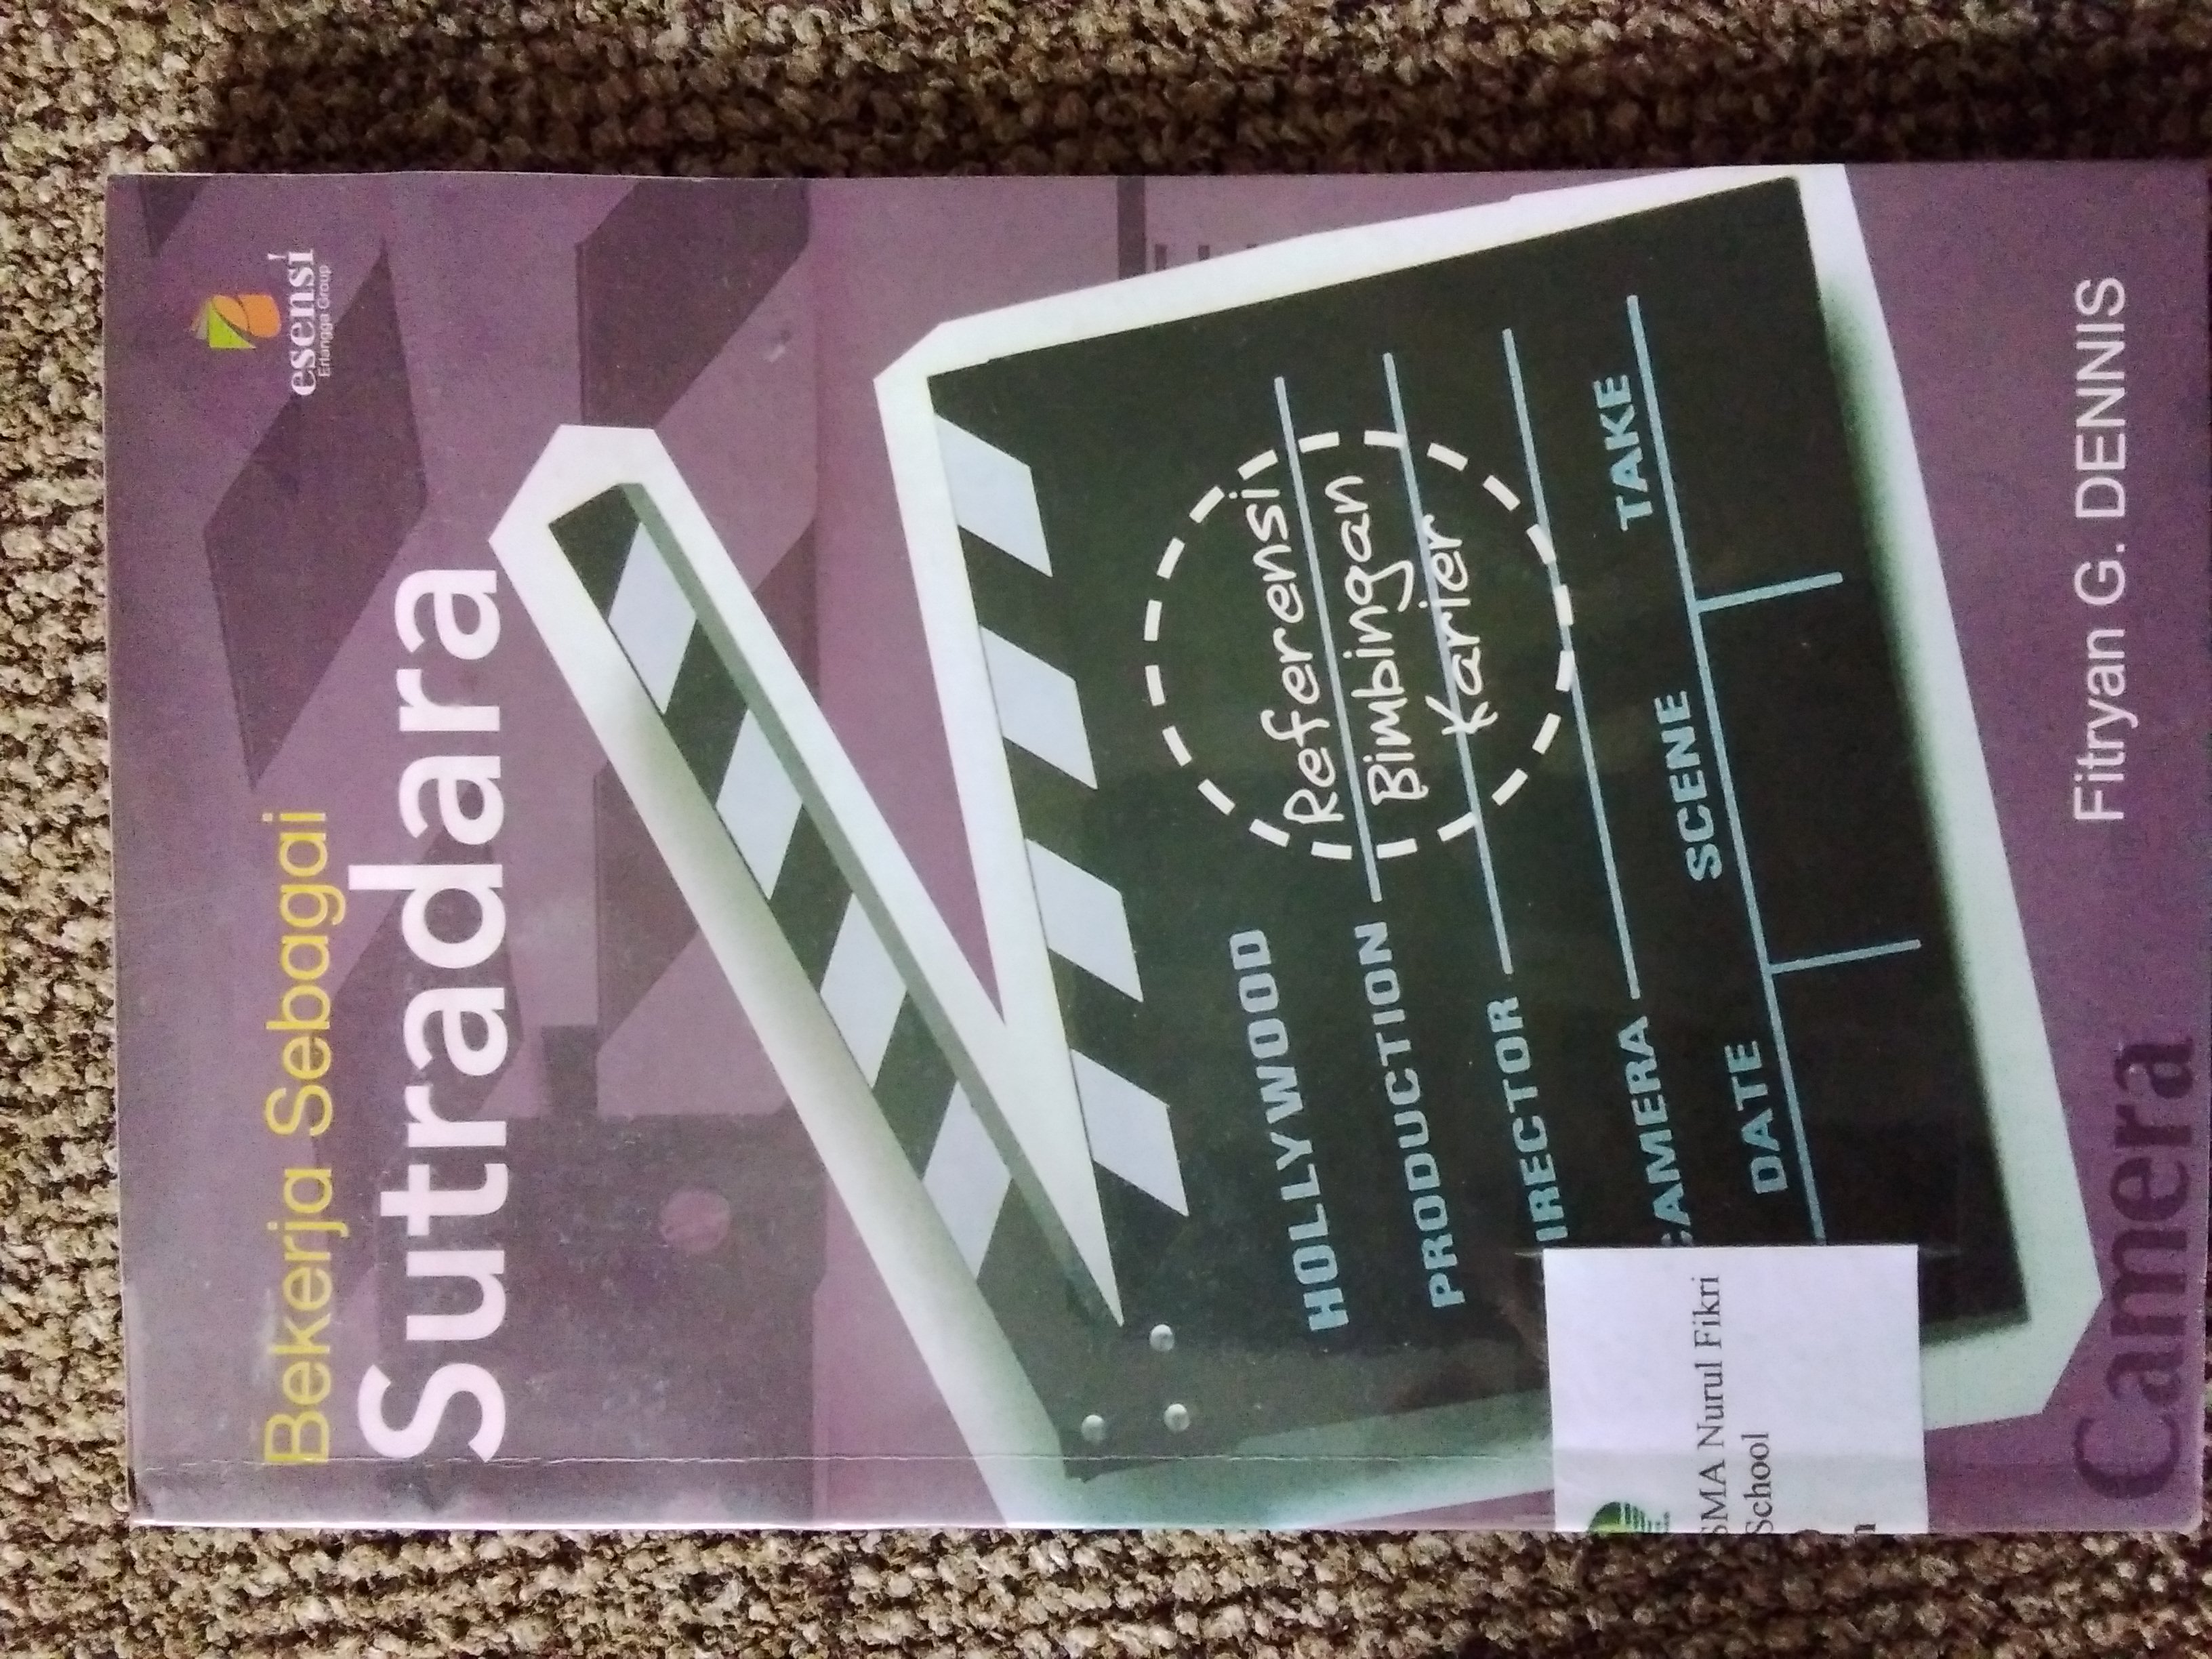 esensi
Erlangga Group
Bekerja Sebagai
Sutradara
Referensi
Bimbingan
Karier
HOLLYWOOD
PRODUCTION
IRECTOR
CAMERA
DATE SCENE TAKE
SMA Nurul Fikri
School
Camera
Fitryan G. DENNIS